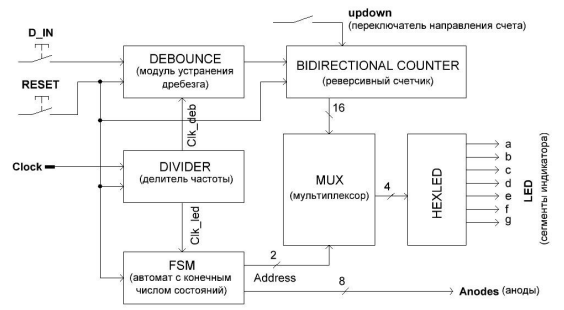 updown
(переключатель направления счета)
D_IN
DEBOUNCE
(модуль устранения
дребезга)
BIDIRECTIONAL COUNTER
(реверсивный счетчик)
RESET
Clk_deb
16
Clock
DIVIDER
(делитель частоты)
MUX
(мультиплексор)
4
HEXLED
a
b
c
d
e
f
g
LED
(сегменты индикатора)
Clk_led
FSM
(автомат с конечным
числом состояний)
2
Address
8
Anodes (аноды)